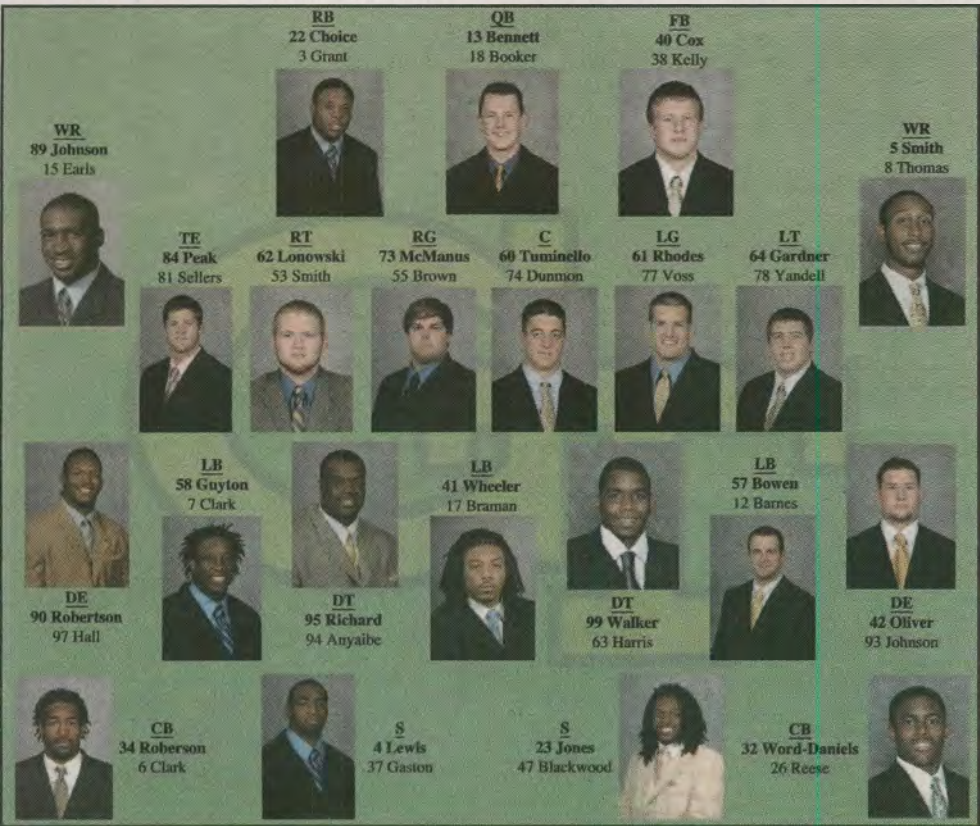 RB
22 Choice
3 Grant
QB
13 Bennett
18 Booker
FB
40 Cox
38 Kelly
WR
89 Johnson
15 Earls
WR
5 Smith
8 Thomas
TE
84 Peak
81 Sellers
RT
62 Lonowski
53 Smith
RG
73 McManus
55 Brown
C
60 Tuminello
74 Dunmon
LG
61 Rhodes
77 Voss
LT
64 Gardner
78 Yandell
LB
58 Guyton
7 Clark
LB
41 Wheeler
17 Braman
LB
57 Bowen
12 Barnes
DE
90 Robertson
97 Hall
DT
95 Richard
94 Anyaibe
DT
99 Walker
63 Harris
DE
42 Oliver
93 Johnson
CB
34 Roberson
6 Clark
S
4 Lewis
37 Gaston
S
23 Jones
47 Blackwood
CB
32 Word-Daniels
26 Reese